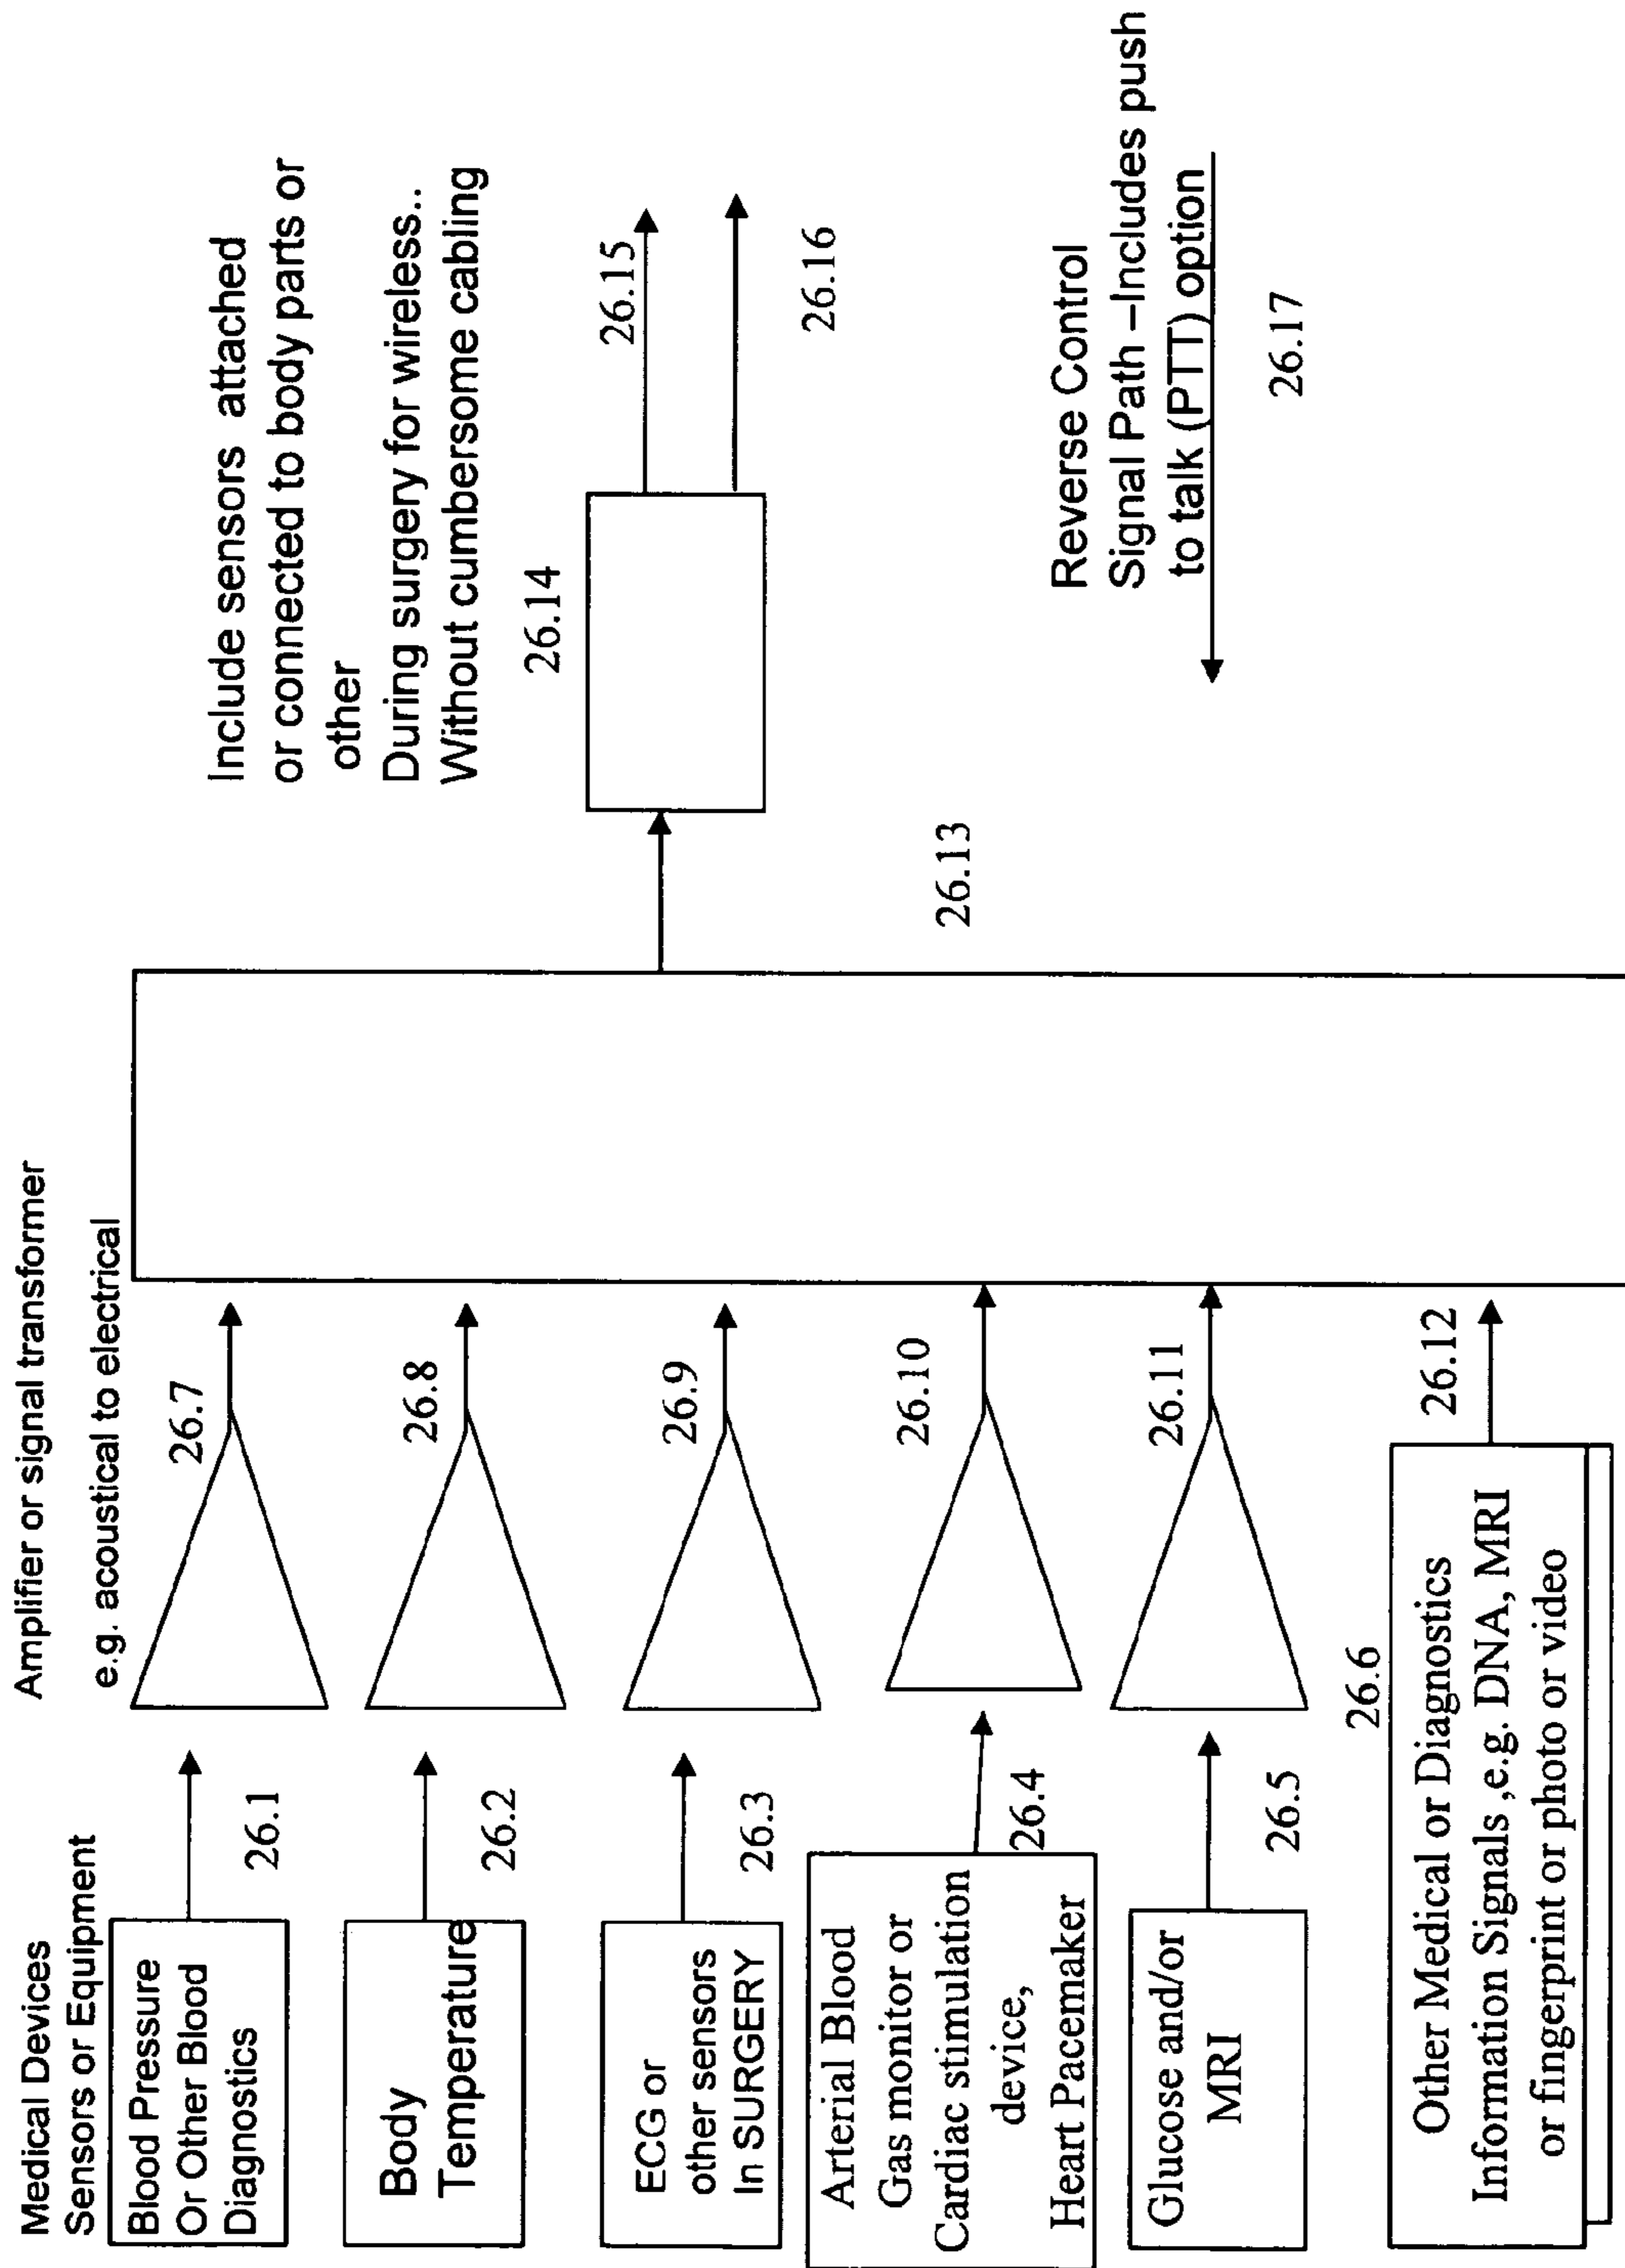 Medical Devices
Sensors or Equipment
Amplifier or signal transformer
e.g. acoustical to electrical
Blood Pressure
Or Other Blood
Diagnostics
26.1
26.7
Body
Temperature
26.2
26.8
ECG or
other sensors
In SURGERY
26.3
26.9
Arterial Blood
Gas monitor or
Cardiac stimulation
device,
Heart Pacemaker
26.4
26.10
Glucose and/or
MRI
26.5
26.11
26.6
Other Medical or Diagnostics
Information Signals ,e.g. DNA, MRI
or fingerprint or photo or video
26.12
26.13
Include sensors attached
or connected to body parts or
other
During surgery for wireless..
Without cumbersome cabling
26.14
26.15
26.16
Reverse Control
Signal Path –Includes push
to talk (PTT) option
26.17